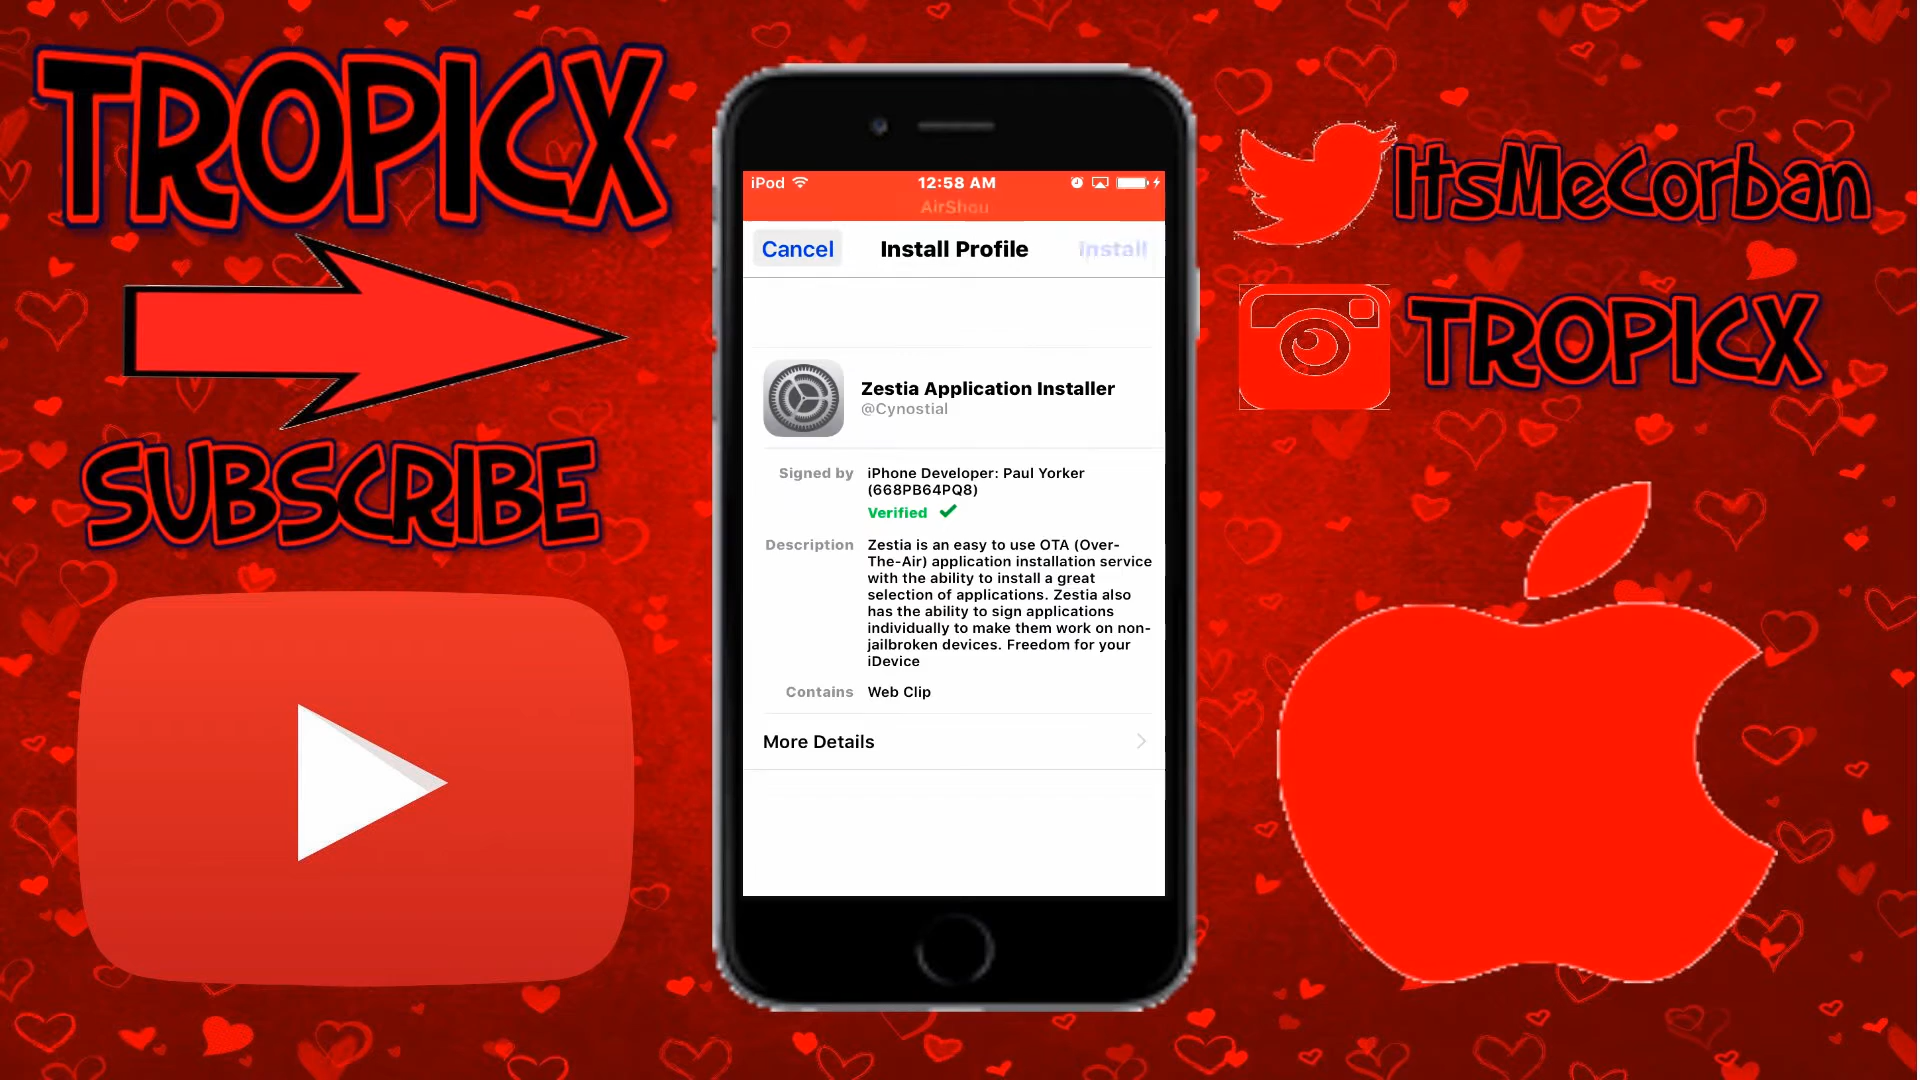 TROPICX
SUBSCRIBE
iPod
12:58 AM
AirShou
Cancel
Install Profile
Install
Zestia Application Installer
@Cynostial
Signed by
iPhone Developer: Paul Yorker
(668PB64PQ8)
Verified
Description
Zestia is an easy to use OTA (Over-
The-Air) application installation service
with the ability to install a great
selection of applications. Zestia also
has the ability to sign applications
individually to make them work on non-
jailbroken devices. Freedom for your
iDevice
Contains
Web Clip
More Details
ItsMeCorban
TROPICX